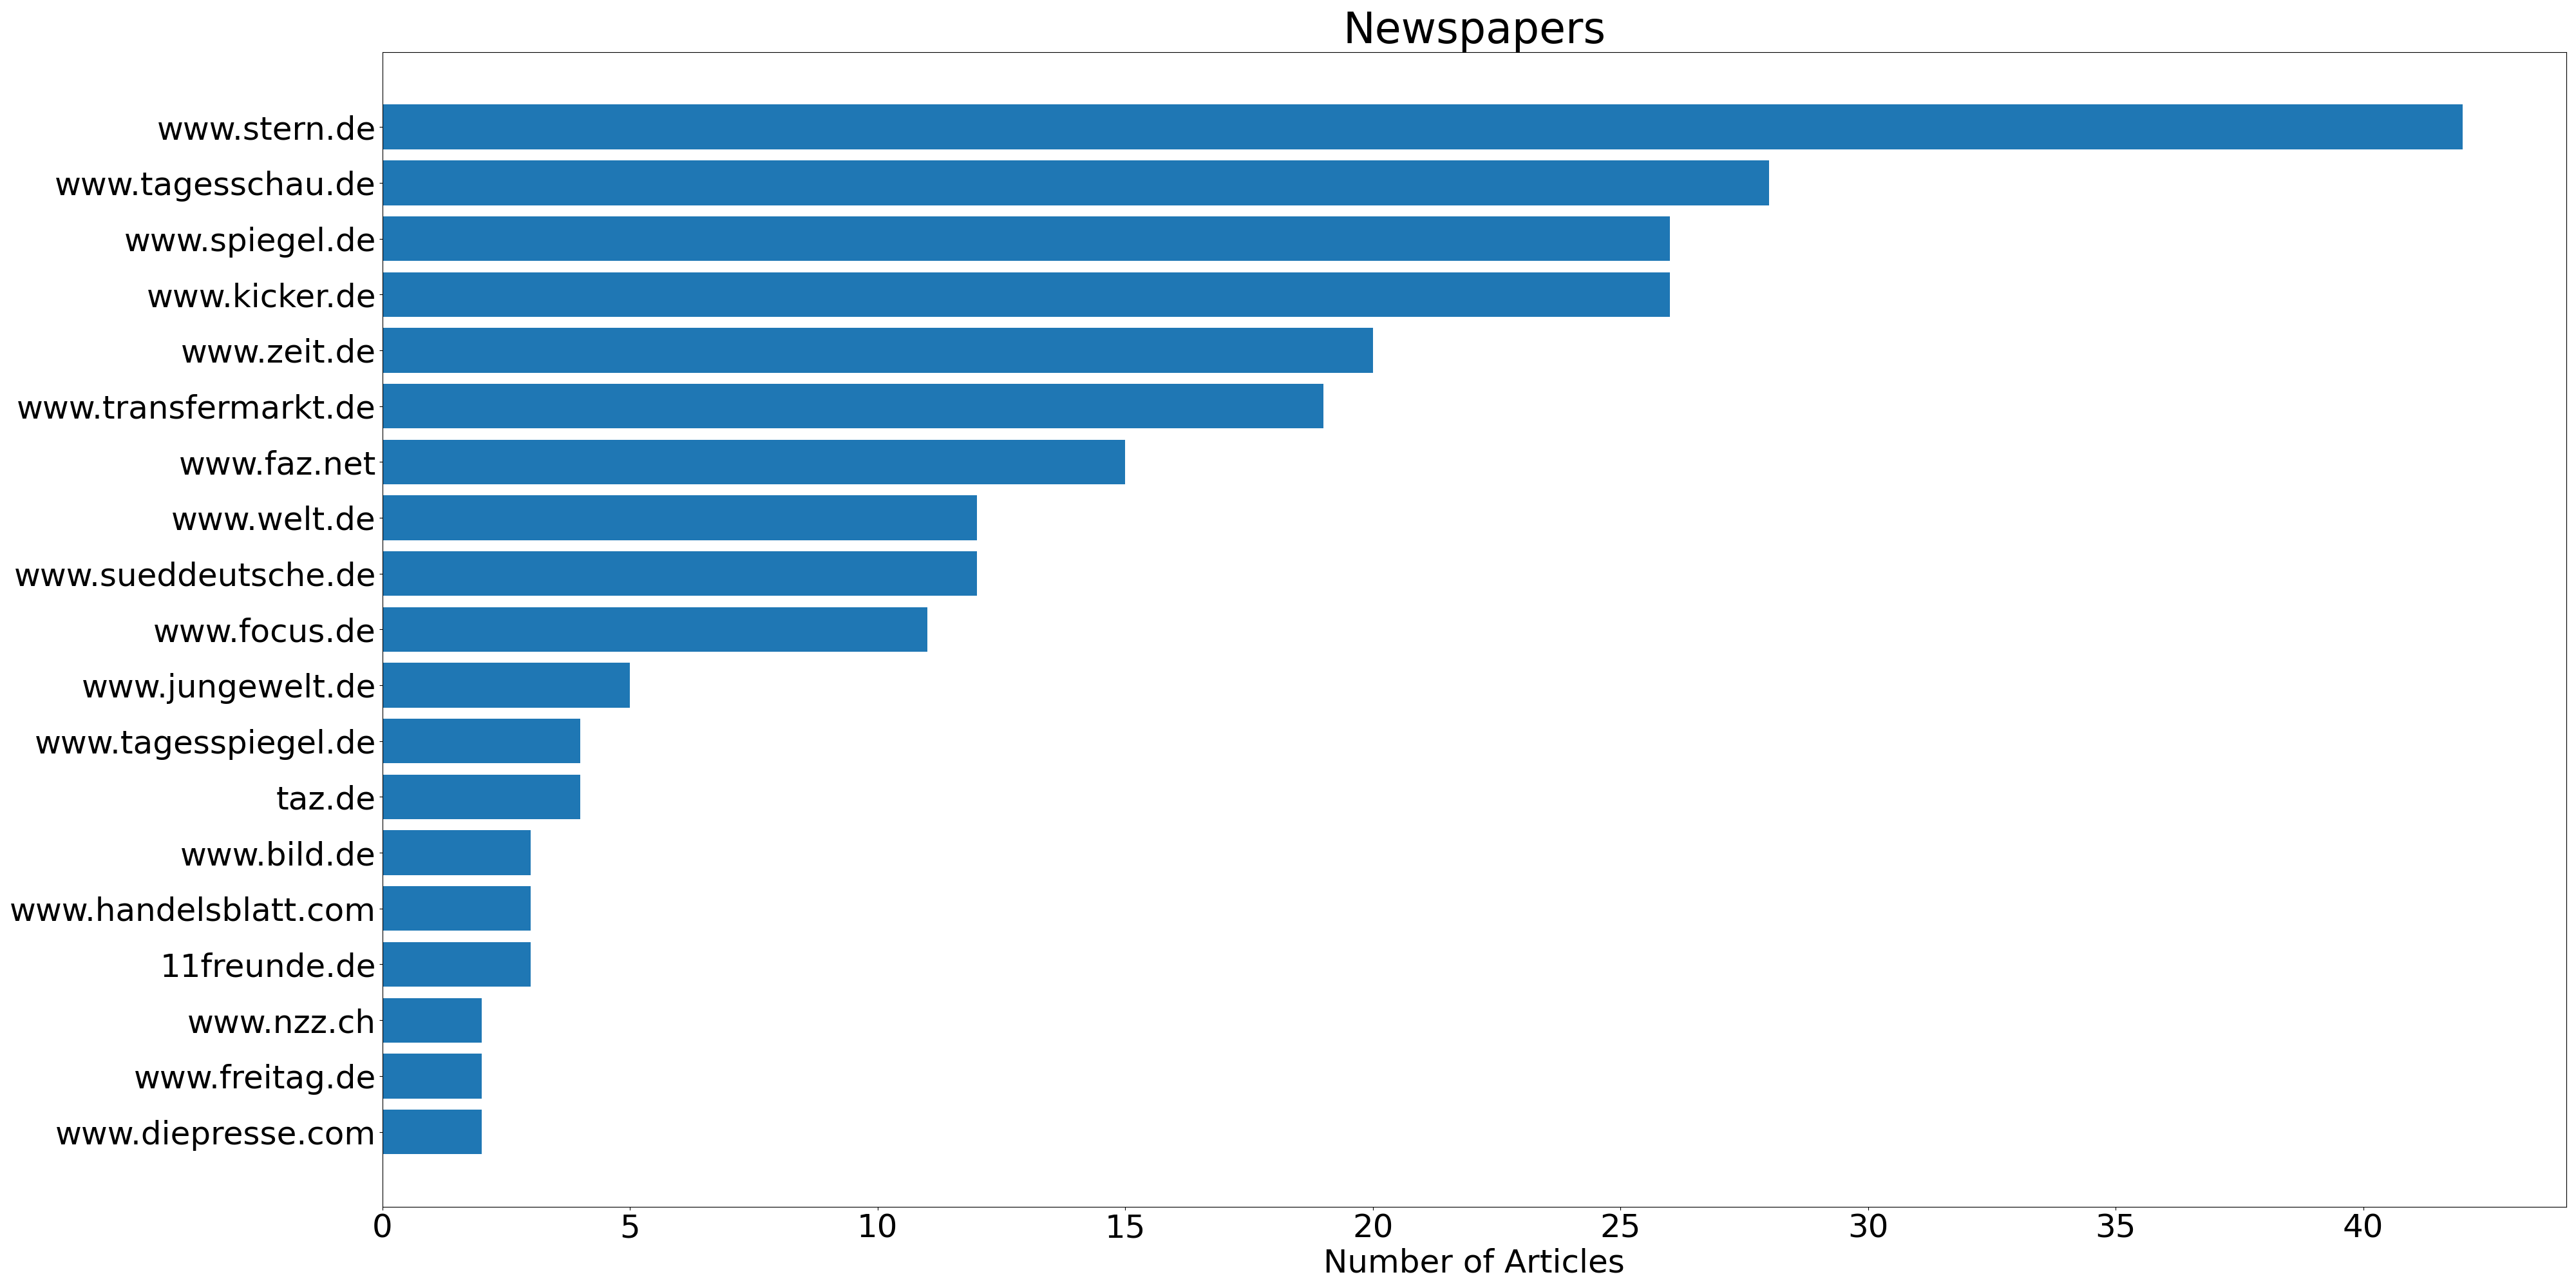 Newspapers
www.stern.de
www.tagesschau.de
www.spiegel.de
www.kicker.de
www.zeit.de
www.transfermarkt.de
www.faz.net
www.welt.de
www.sueddeutsche.de
www.focus.de
www.jungewelt.de
www.tagesspiegel.de
taz.de
www.bild.de
www.handelsblatt.com
11freunde.de
www.nzz.ch
www.freitag.de
www.diepresse.com
0 5 10 15 20 25 30 35 40
Number of Articles